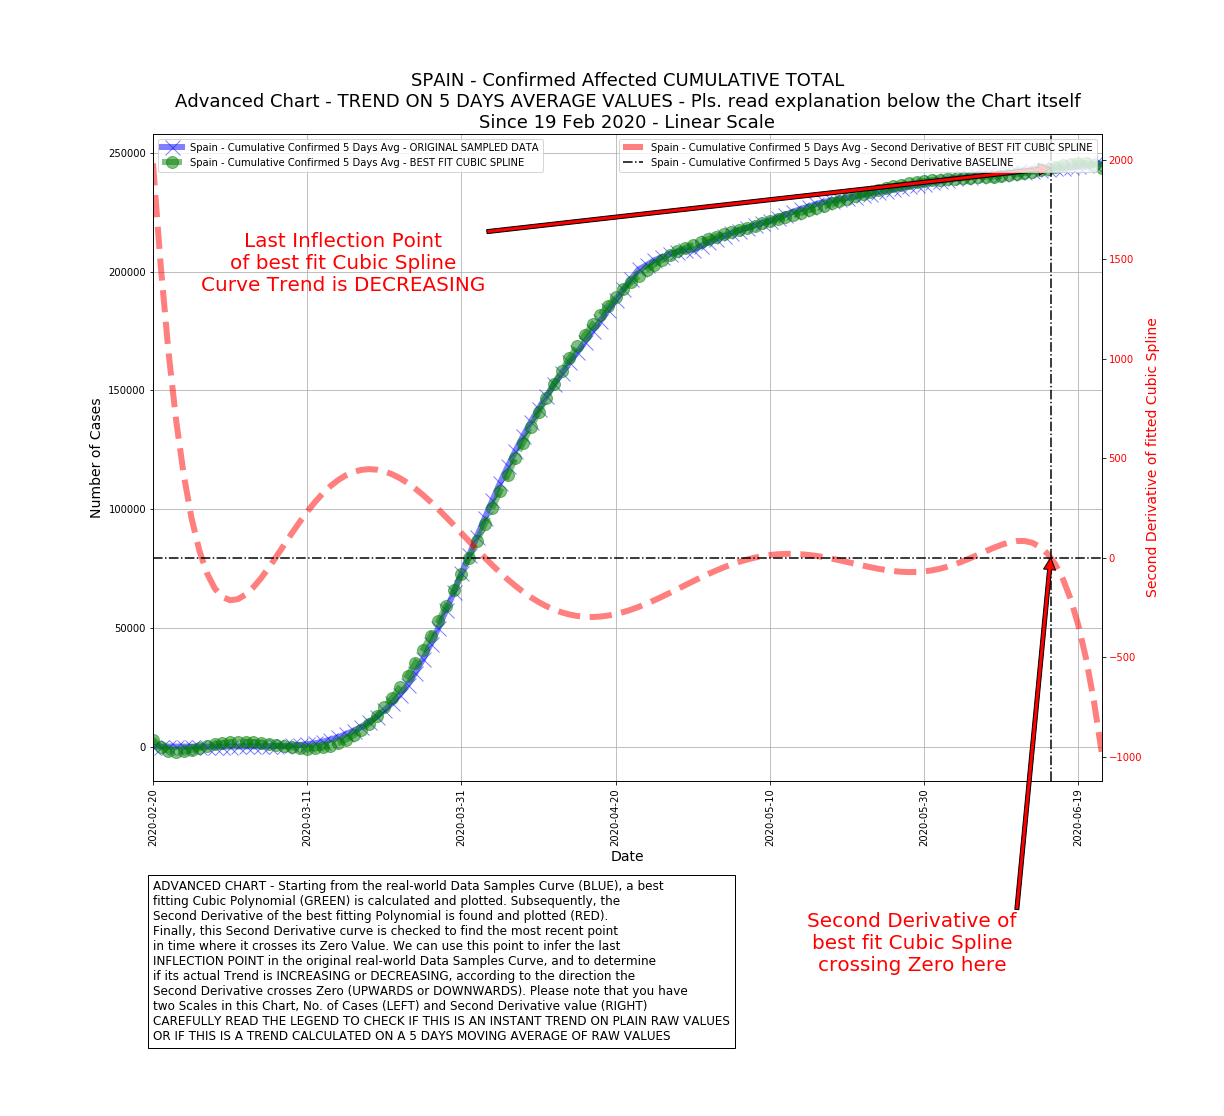 SPAIN - Confirmed Affected CUMULATIVE TOTAL
Advanced Chart - TREND ON 5 DAYS AVERAGE VALUES - Pls. read explanation below the Chart itself
Since 19 Feb 2020 - Linear Scale
Spain - Cumulative Confirmed 5 Days Avg - ORIGINAL SAMPLED DATA
Spain - Cumulative Confirmed 5 Days Avg - BEST FIT CUBIC SPLINE
Spain - Cumulative Confirmed 5 Days Avg - Second Derivative of BEST FIT CUBIC SPLINE
Spain - Cumulative Confirmed 5 Days Avg - Second Derivative BASELINE
Last Inflection Point
of best fit Cubic Spline
Curve Trend is DECREASING
Number of Cases
250000
200000
150000
100000
50000
0
2000
1500
1000
500
0
−500
−1000
Second Derivative of fitted Cubic Spline
2020-02-20
2020-03-11
2020-03-31
2020-04-20
2020-05-10
2020-05-30
2020-06-19
Date
ADVANCED CHART - Starting from the real-world Data Samples Curve (BLUE), a best
fitting Cubic Polynomial (GREEN) is calculated and plotted. Subsequently, the
Second Derivative of the best fitting Polynomial is found and plotted (RED).
Finally, this Second Derivative curve is checked to find the most recent point
in time where it crosses its Zero Value. We can use this point to infer the last
INFLECTION POINT in the original real-world Data Samples Curve, and to determine
if its actual Trend is INCREASING or DECREASING, according to the direction the
Second Derivative crosses Zero (UPWARDS or DOWNWARDS). Please note that you have
two Scales in this Chart, No. of Cases (LEFT) and Second Derivative value (RIGHT)
CAREFULLY READ THE LEGEND TO CHECK IF THIS IS AN INSTANT TREND ON PLAIN RAW VALUES
OR IF THIS IS A TREND CALCULATED ON A 5 DAYS MOVING AVERAGE OF RAW VALUES
Second Derivative of
best fit Cubic Spline
crossing Zero here